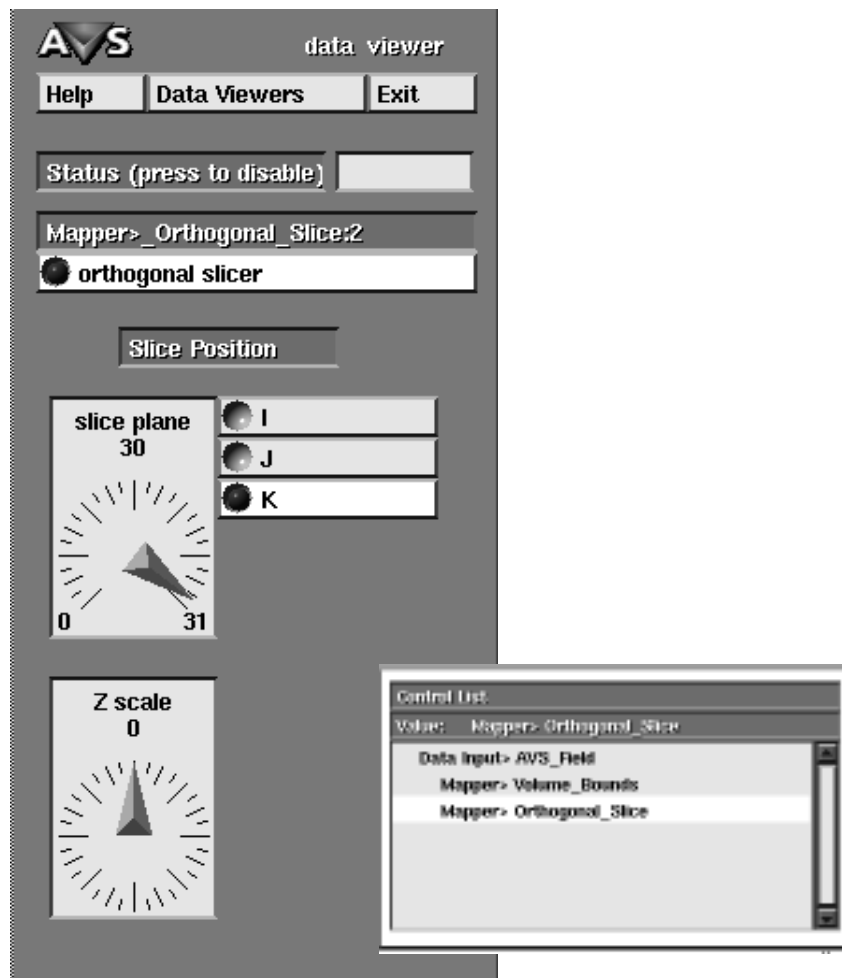 AVS data viewer
Help Data Viewers Exit
Status (press to disable)
Mapper>_Orthogonal_Slice:2
orthogonal slicer
Slice Position
slice plane
30
0 31
I
J
K
Z scale
0
Control List
Value: Mapper> Orthogonal_Slice
Data Input> AVS_Field
Mapper> Volume_Bounds
Mapper> Orthogonal_Slice